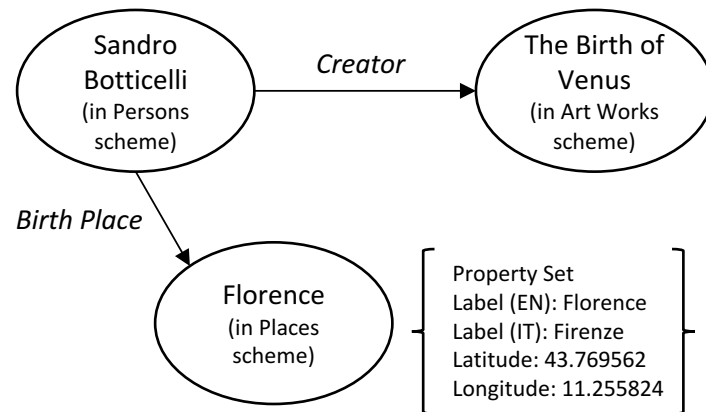 Sandro
Botticelli
(in Persons
scheme)
Creator
The Birth of
Venus
(in Art Works
scheme)
Birth Place
Florence
(in Places
scheme)
Property Set
Label (EN): Florence
Label (IT): Firenze
Latitude: 43.769562
Longitude: 11.255824